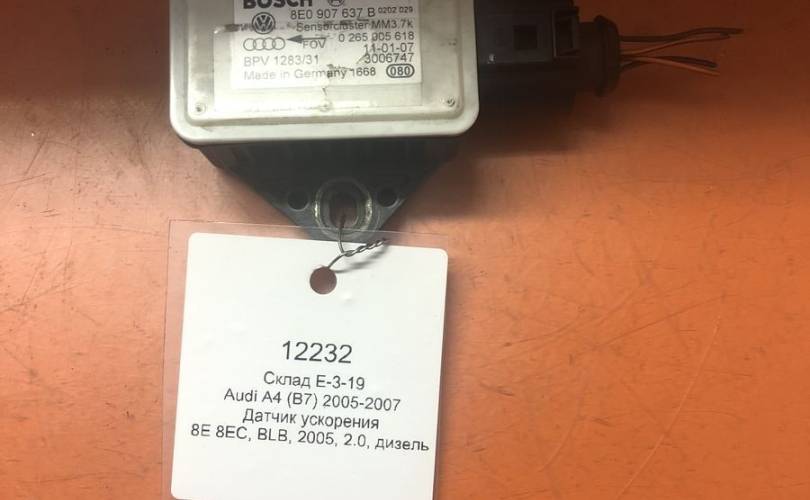 BOSCH
8E0 907 637 B 0202 029
Sensorcluster MM3.7k
FOV 0 265 005 618
11-01-07
BPV 1283/31 3006747
Made in Germany 1668 080
12232
Склад Е-3-19
Audi A4 (B7) 2005-2007
Датчик ускорения
8E 8EC, BLB, 2005, 2.0, дизель